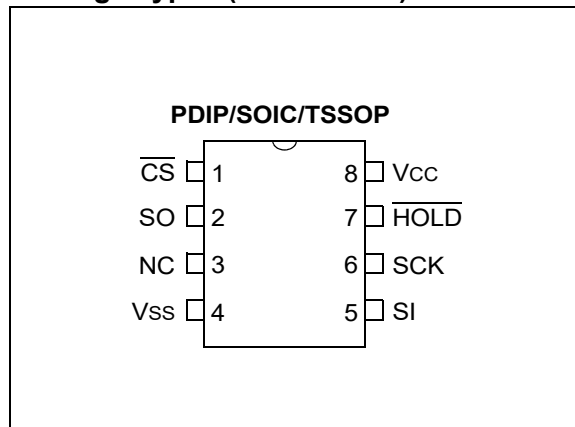 PDIP/SOIC/TSSOP
CS 1 8 VCC
SO 2 7 HOLD
NC 3 6 SCK
VSS 4 5 SI